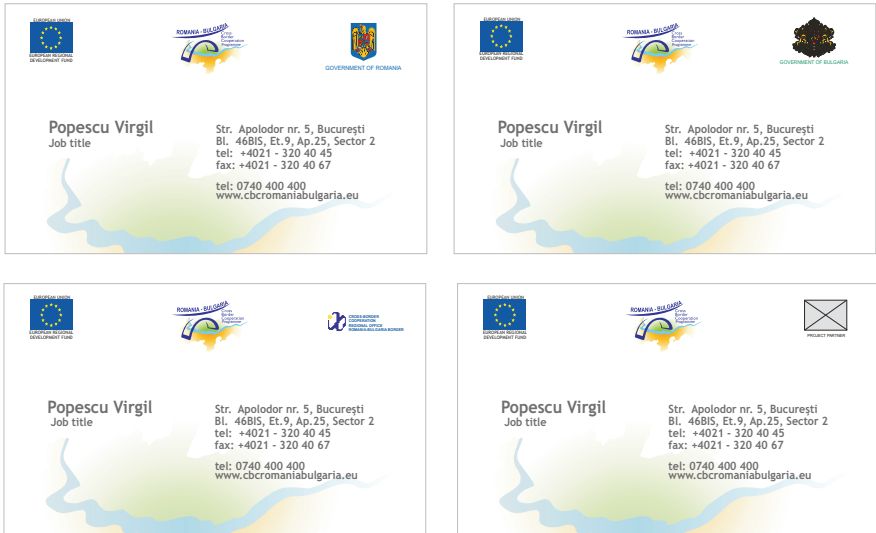 EUROPEAN UNION
EUROPEAN REGIONAL
DEVELOPMENT FUND
ROMANIA - BULGARIA
Cross
Border
Cooperation
Programme
GOVERNMENT OF ROMANIA
Popescu Virgil
Job title
Str. Apolodor nr. 5, București
Bl. 46BIS, Et.9, Ap.25, Sector 2
tel: +4021 - 320 40 45
fax: +4021 - 320 40 67
tel: 0740 400 400
www.cbcromaniabulgaria.eu
EUROPEAN UNION
EUROPEAN REGIONAL
DEVELOPMENT FUND
ROMANIA - BULGARIA
Cross
Border
Cooperation
Programme
GOVERNMENT OF BULGARIA
Popescu Virgil
Job title
Str. Apolodor nr. 5, București
Bl. 46BIS, Et.9, Ap.25, Sector 2
tel: +4021 - 320 40 45
fax: +4021 - 320 40 67
tel: 0740 400 400
www.cbcromaniabulgaria.eu
EUROPEAN UNION
EUROPEAN REGIONAL
DEVELOPMENT FUND
ROMANIA - BULGARIA
Cross
Border
Cooperation
Programme
CROSS-BORDER
COOPERATION
REGIONAL OFFICE
ROMANIA-BULGARIA BORDER
Popescu Virgil
Job title
Str. Apolodor nr. 5, București
Bl. 46BIS, Et.9, Ap.25, Sector 2
tel: +4021 - 320 40 45
fax: +4021 - 320 40 67
tel: 0740 400 400
www.cbcromaniabulgaria.eu
EUROPEAN UNION
EUROPEAN REGIONAL
DEVELOPMENT FUND
ROMANIA - BULGARIA
Cross
Border
Cooperation
Programme
PROJECT PARTNER
Popescu Virgil
Job title
Str. Apolodor nr. 5, București
Bl. 46BIS, Et.9, Ap.25, Sector 2
tel: +4021 - 320 40 45
fax: +4021 - 320 40 67
tel: 0740 400 400
www.cbcromaniabulgaria.eu